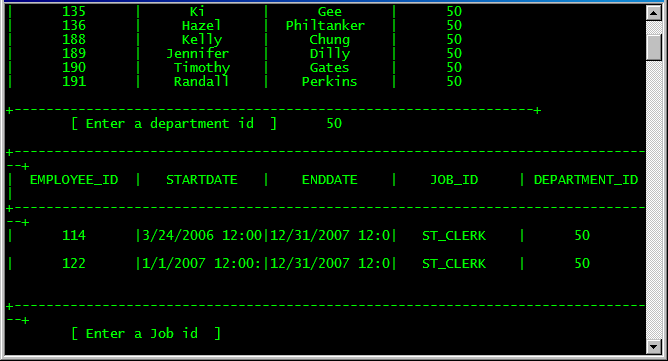 | 135 | Ki | Gee | 50
| 136 | Hazel | Philtanker | 50
| 188 | Kelly | Chung | 50
| 189 | Jennifer | Dilly | 50
| 190 | Timothy | Gates | 50
| 191 | Randall | Perkins | 50
+----------------------------------------------------------------+
[ Enter a department id ] 50
+-------------------------------------------------------------------------------
--+
| EMPLOYEE_ID | STARTDATE | ENDDATE | JOB_ID | DEPARTMENT_ID
|
+-------------------------------------------------------------------------------
--+
| 114 |3/24/2006 12:00|12/31/2007 12:0| ST_CLERK | 50
| 122 |1/1/2007 12:00:|12/31/2007 12:0| ST_CLERK | 50
+-------------------------------------------------------------------------------
--+
[ Enter a Job id ]